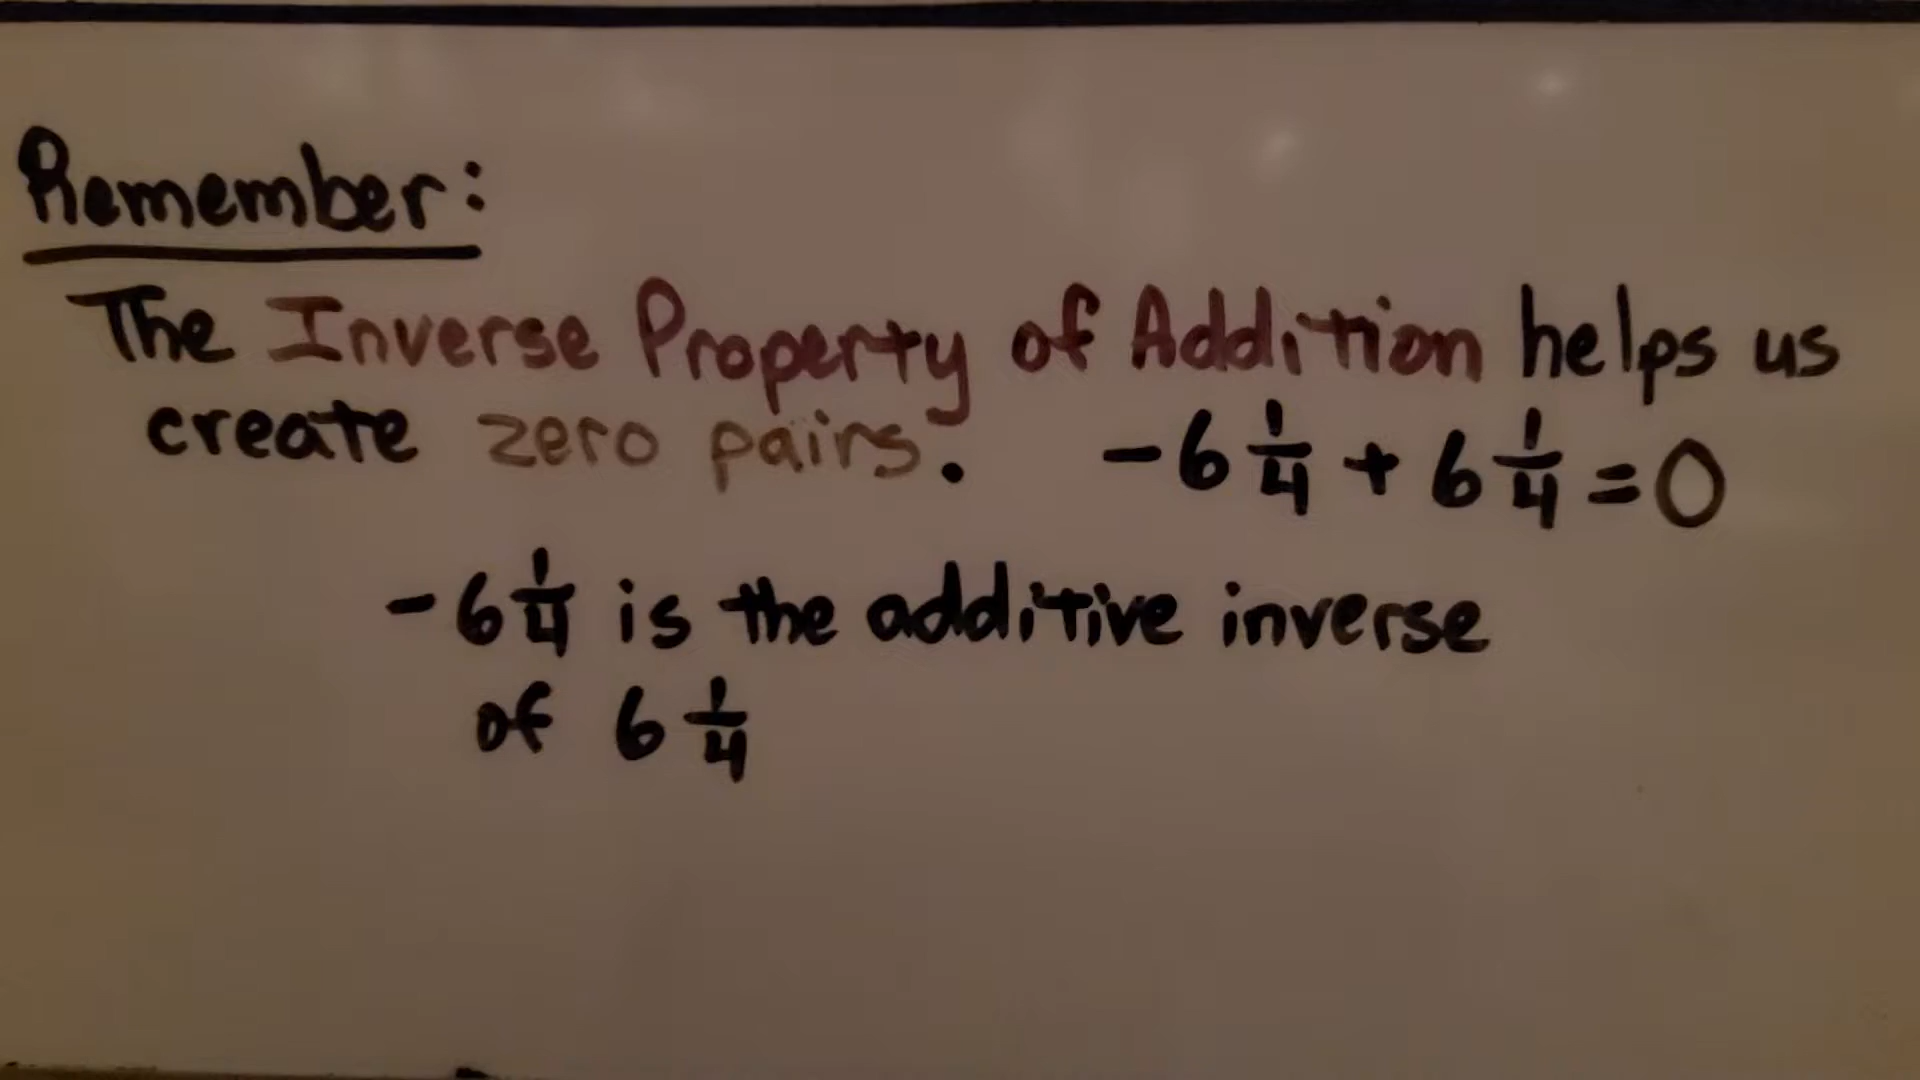 Remember:
The Inverse Property of Addition helps us
create zero pairs. -6 1/4 + 6 1/4 = 0
-6 1/4 is the additive inverse
of 6 1/4